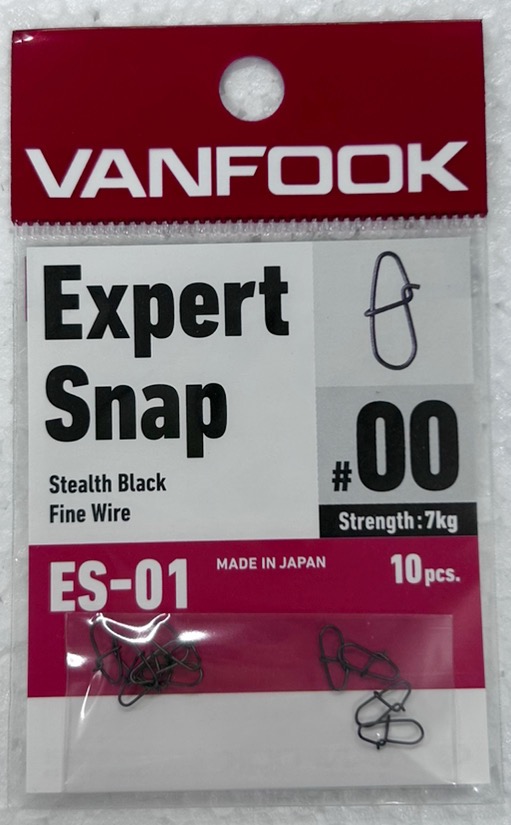 VANFOOK
Expert
Snap
Stealth Black
Fine Wire
#00
Strength:7kg
ES-01
MADE IN JAPAN
10pcs.